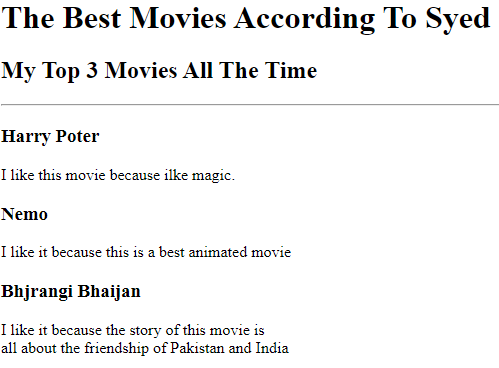 The Best Movies According To Syed
My Top 3 Movies All The Time
Harry Poter
I like this movie because ilke magic.
Nemo
I like it because this is a best animated movie
Bhjrangi Bhaijan
I like it because the story of this movie is
all about the friendship of Pakistan and India